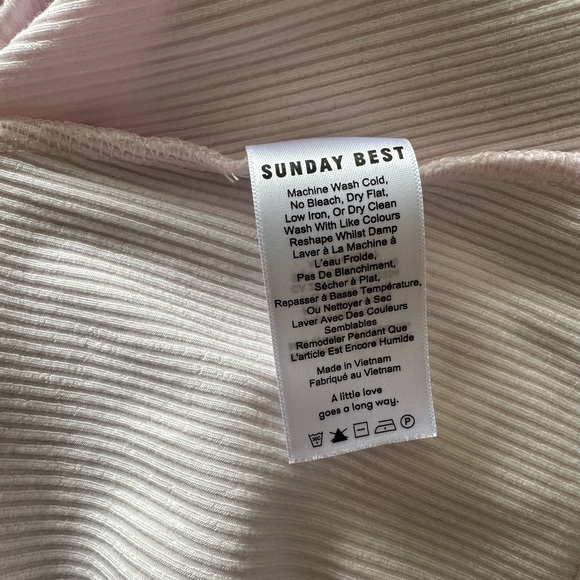 SUNDAY BEST
Machine Wash Cold,
No Bleach, Dry Flat,
Low Iron, Or Dry Clean
Wash With Like Colours
Reshape Whilst Damp
Laver À La Machine à
L'eau Froide,
Pas De Blanchiment,
Sécher à Plat,
Repasser à Basse Température,
Ou Nettoyer à Sec
Laver Avec Des Couleurs
Semblables
Remodeler Pendant Que
L'article Est Encore Humide
Made in Vietnam
Fabriqué au Vietnam
A little love
goes a long way.
P